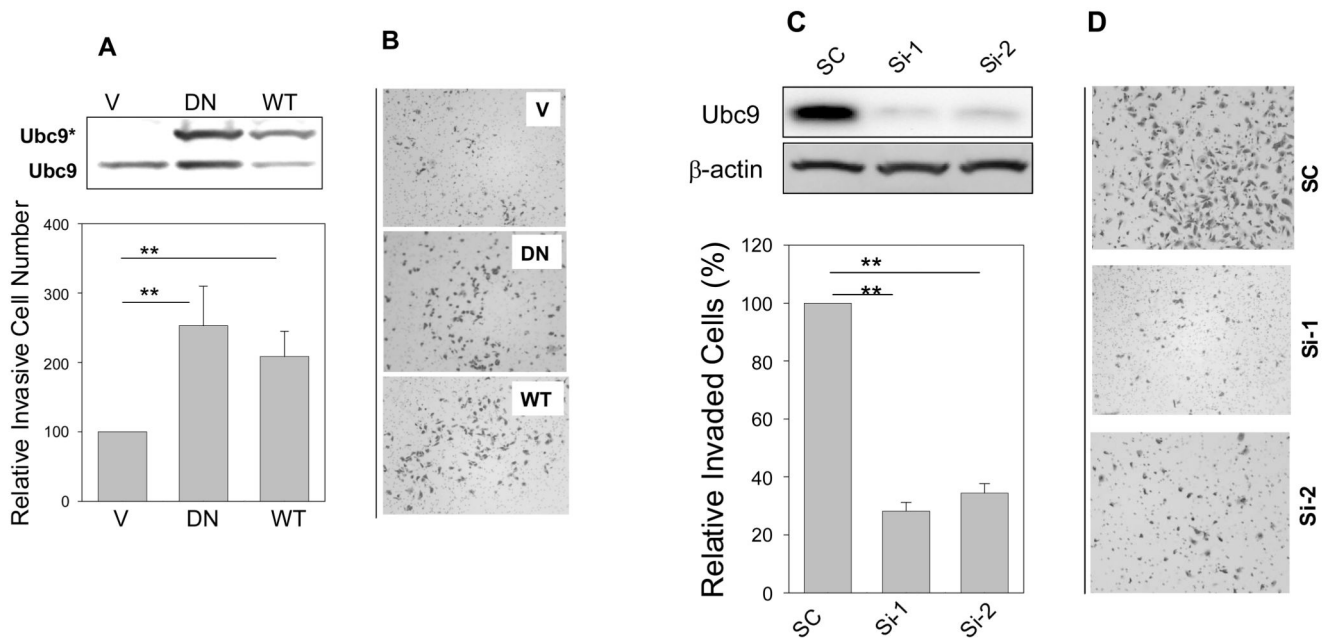 A
V DN WT
Ubc9*
Ubc9
Relative Invasive Cell Number
400
300
200
100
0
**
**
V DN WT
B
V
DN
WT
C
SC Si-1 Si-2
Ubc9
β-actin
Relative Invaded Cells (%)
120
100
80
60
40
20
0
**
**
SC Si-1 Si-2
D
SC
Si-1
Si-2